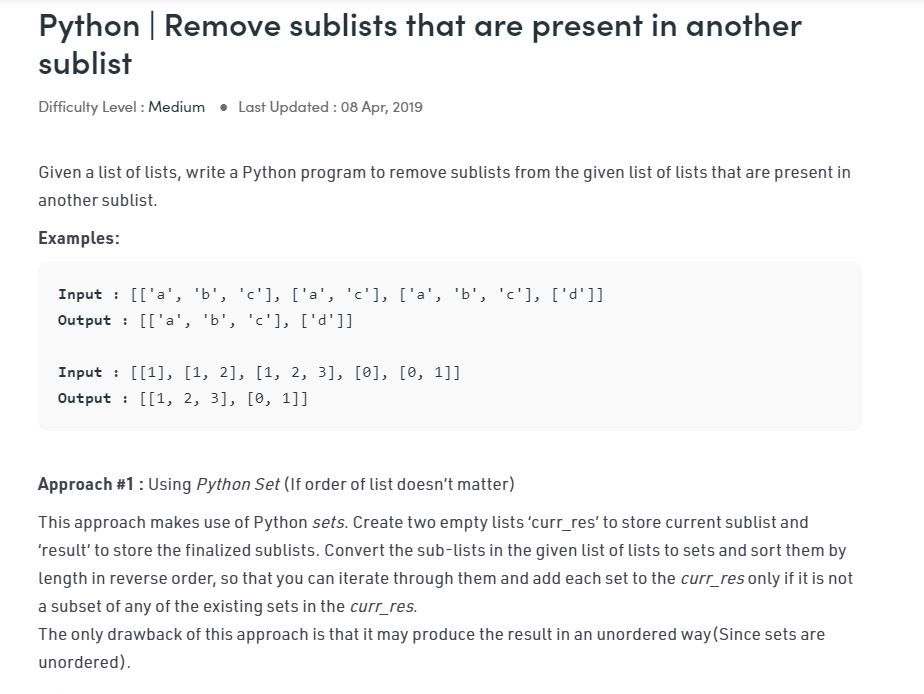 Python | Remove sublists that are present in another
sublist
Difficulty Level : Medium ● Last Updated : 08 Apr, 2019
Given a list of lists, write a Python program to remove sublists from the given list of lists that are present in
another sublist.
Examples:
Input : [['a', 'b', 'c'], ['a', 'c'], ['a', 'b', 'c'], ['d']]
Output : [['a', 'b', 'c'], ['d']]
Input : [[1], [1, 2], [1, 2, 3], [0], [0, 1]]
Output : [[1, 2, 3], [0, 1]]
Approach #1 : Using Python Set (If order of list doesn't matter)
This approach makes use of Python sets. Create two empty lists 'curr_res' to store current sublist and
'result' to store the finalized sublists. Convert the sub-lists in the given list of lists to sets and sort them by
length in reverse order, so that you can iterate through them and add each set to the curr_res only if it is not
a subset of any of the existing sets in the curr_res.
The only drawback of this approach is that it may produce the result in an unordered way(Since sets are
unordered).